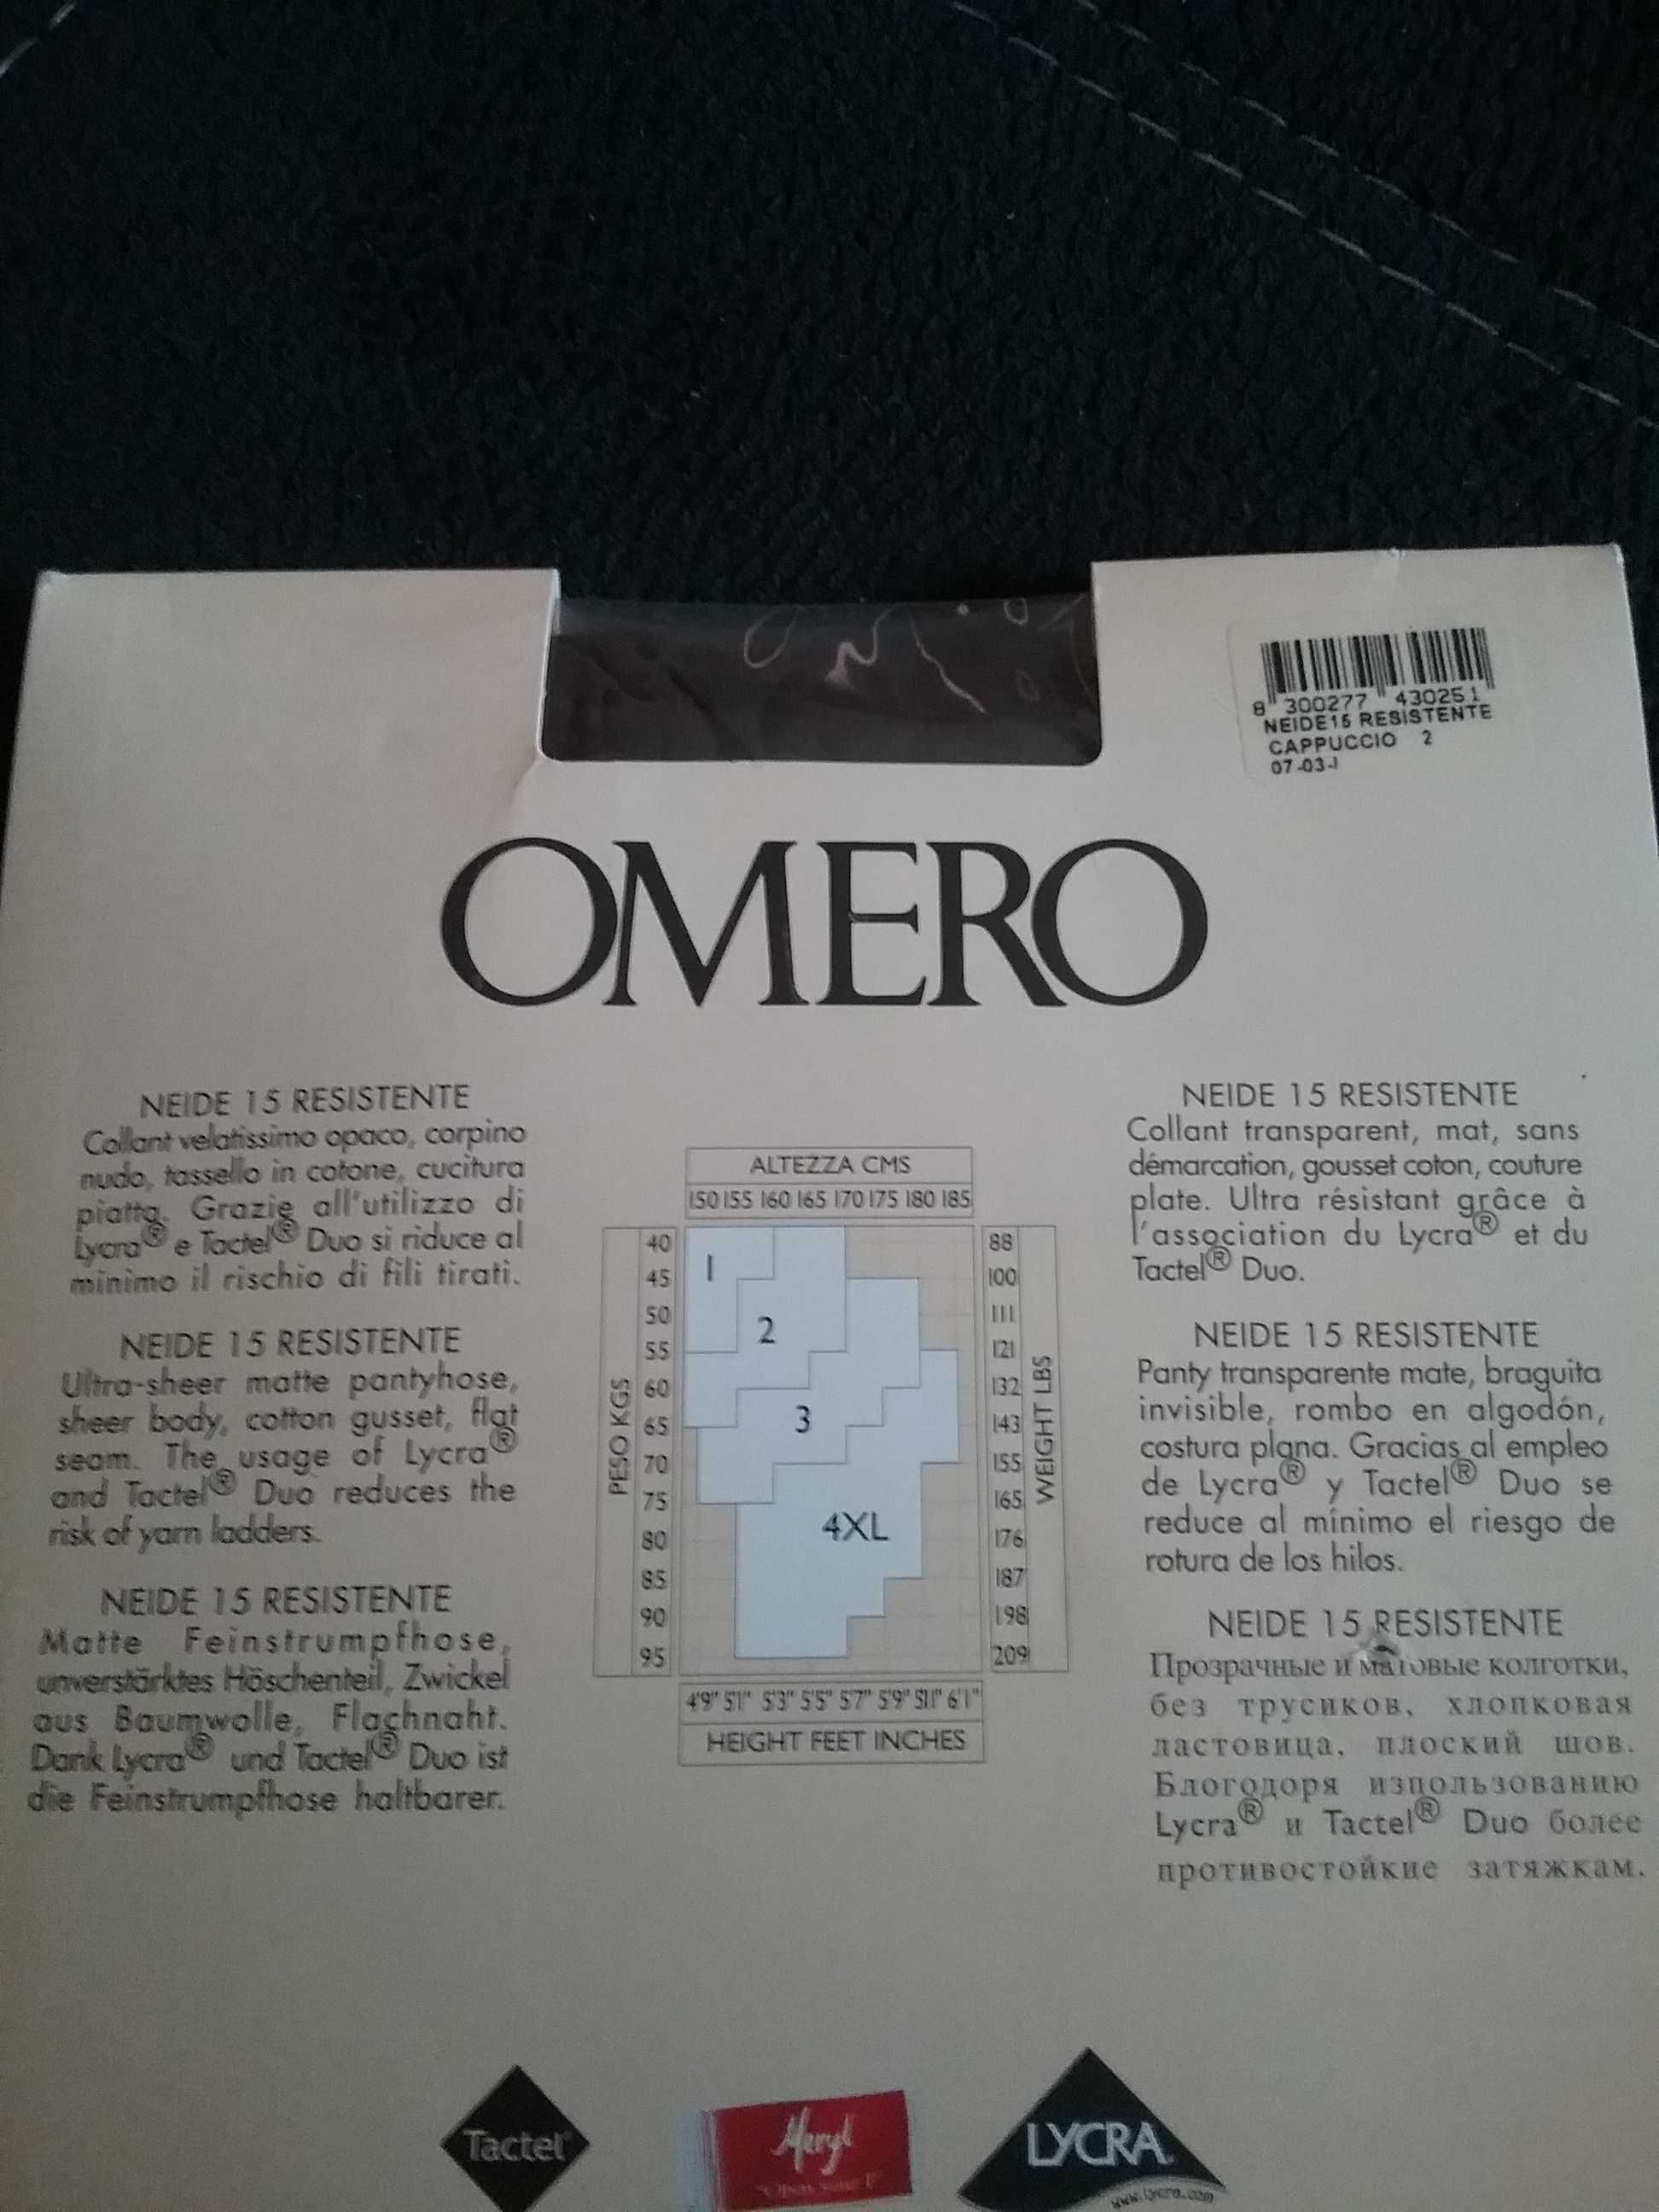 8 300277 430251
NEIDE15 RESISTENTE
CAPPUCCIO 2
07-03-I
OMERO
NEIDE 15 RESISTENTE
Collant velatissimo opaco, corpino
nudo, tassello in cotone, cucitura
piatta. Grazie all'utilizzo di
Lycra® e Tactel® Duo si riduce al
minimo il rischio di fili tirati.
NEIDE 15 RESISTENTE
Ultra-sheer matte pantyhose,
sheer body, cotton gusset, flat
seam. The usage of Lycra®
and Tactel® Duo reduces the
risk of yarn ladders.
NEIDE 15 RESISTENTE
Matte Feinstrumpfhose,
unverstärktes Höschenteil, Zwickel
aus Baumwolle, Flachnaht.
Dank Lycra® und Tactel® Duo ist
die Feinstrumpfhose haltbarer.
ALTEZZA CMS
150 155 160 165 170 175 180 185
PESO KGS
40
45
50
55
60
65
70
75
80
85
90
95
1
2
3
4XL
88
100
111
121
132
143
155
165
176
187
198
209
WEIGHT LBS
4'9" 5'1" 5'3" 5'5" 5'7" 5'9" 5'11" 6'1"
HEIGHT FEET INCHES
NEIDE 15 RESISTENTE
Collant transparent, mat, sans
démarcation, gousset coton, couture
plate. Ultra résistant grâce à
l'association du Lycra® et du
Tactel® Duo.
NEIDE 15 RESISTENTE
Panty transparente mate, braguita
invisible, rombo en algodón,
costura plana. Gracias al empleo
de Lycra® y Tactel® Duo se
reduce al mínimo el riesgo de
rotura de los hilos.
NEIDE 15 RESISTENTE
Прозрачные и матовые колготки,
без трусиков, хлопковая
ластовица, плоский шов.
Блогодоря изпользованию
Lycra® и Tactel® Duo более
противостойкие затяжкам.
Tactel®
Meryl
LYCRA®
www.lycra.com